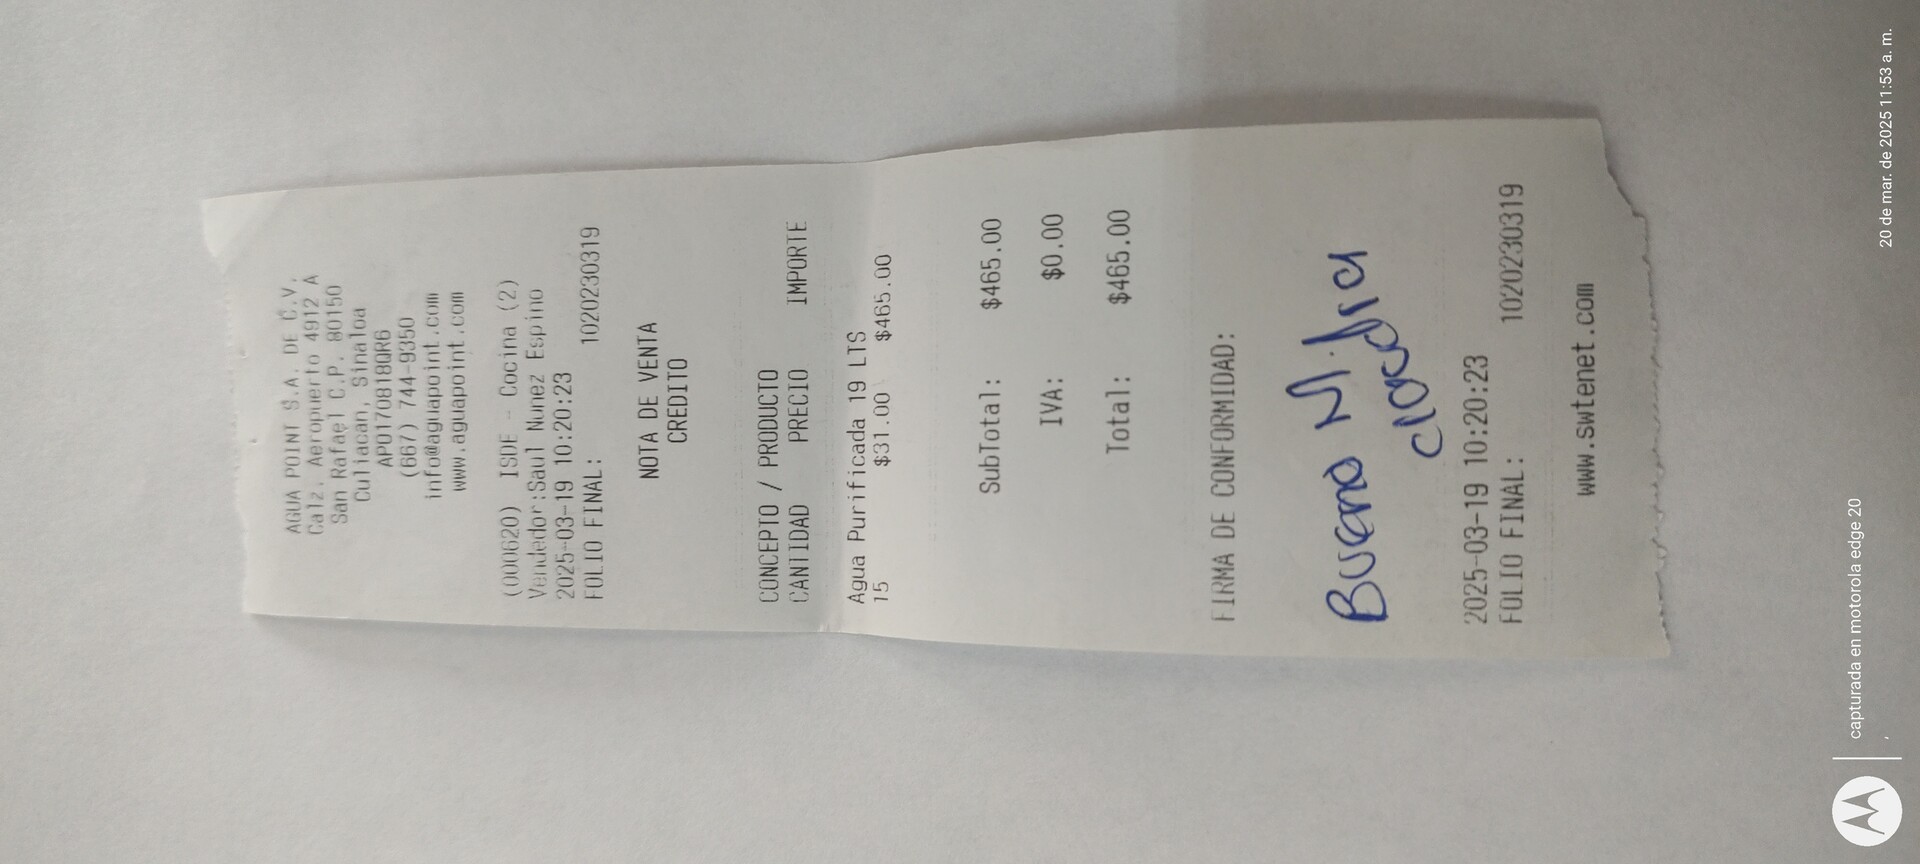 AGUA POINT S.A. DE C.V.
Calz. Aeropuerto 4912 A
San Rafael C.P. 80150
Culiacan, Sinaloa
APO170818QR6
(667) 744-9350
info@aguapoint.com
www.aguapoint.com
(000620) ISDE - Cocina (2)
Vendedor:Saul Nunez Espino
2025-03-19 10:20:23
FOLIO FINAL: 1020230319
NOTA DE VENTA
CREDITO
CONCEPTO / PRODUCTO
CANTIDAD PRECIO IMPORTE
Agua Purificada 19 LTS
15 $31.00 $465.00
SubTotal: $465.00
IVA: $0.00
Total: $465.00
FIRMA DE CONFORMIDAD:
2025-03-19 10:20:23
FOLIO FINAL: 1020230319
www.swtenet.com
capturada en motorola edge 20
20 de mar. de 2025 11:53 a. m.